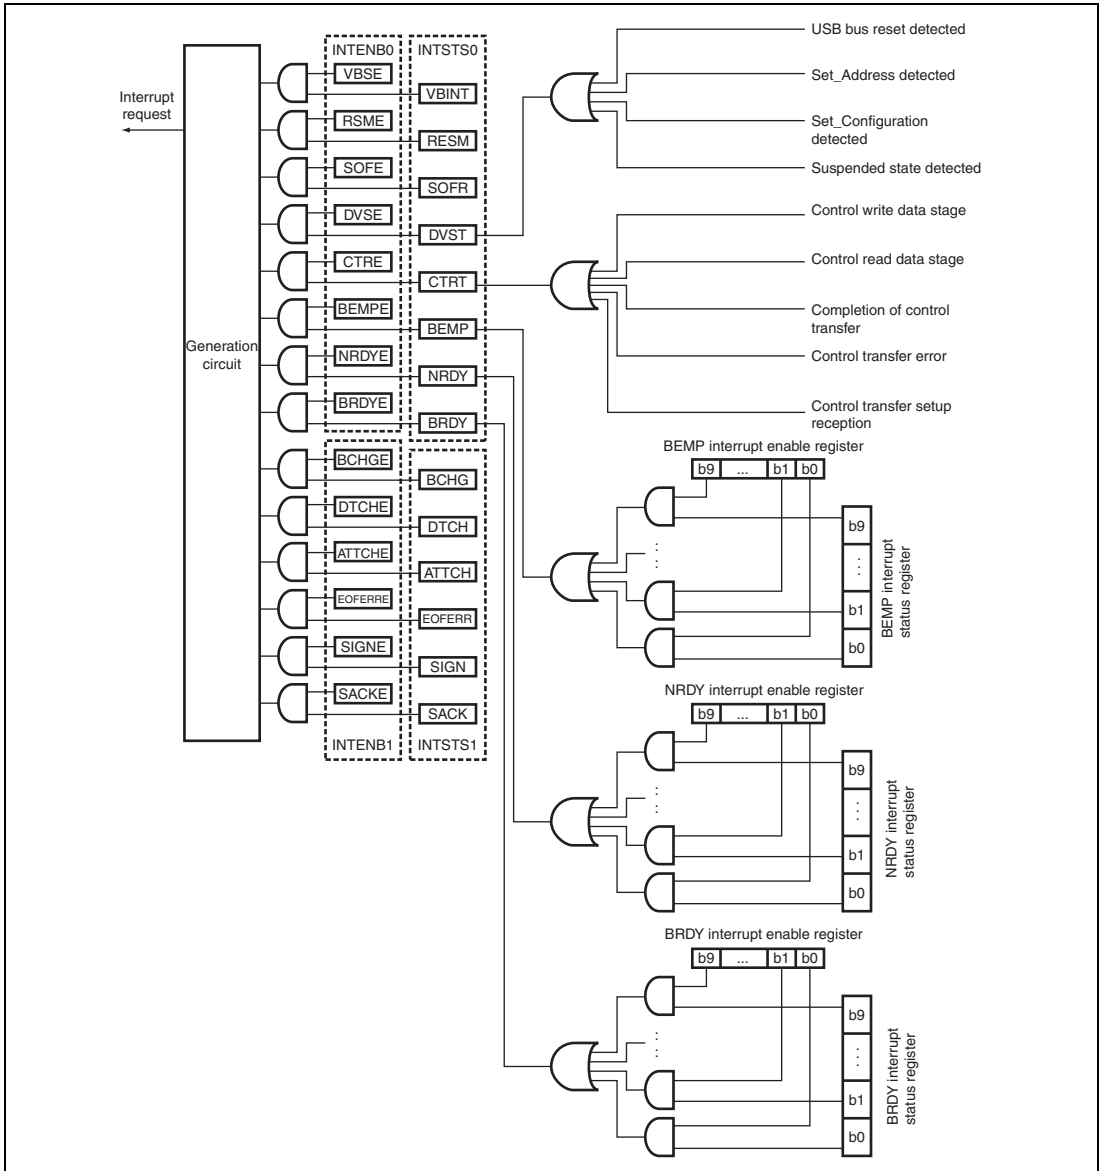 Interrupt
request
Generation
circuit
INTENB0
VBSE
RSME
SOFE
DVSE
CTRE
BEMPE
NRDYE
BRDYE
BCHGE
DTCHE
ATTCHE
EOFERRE
SIGNE
SACKE
INTENB1
INTSTS0
VBINT
RESM
SOFR
DVST
CTRT
BEMP
NRDY
BRDY
BCHG
DTCH
ATTCH
EOFERR
SIGN
SACK
INTSTS1
USB bus reset detected
Set_Address detected
Set_Configuration
detected
Suspended state detected
Control write data stage
Control read data stage
Completion of control
transfer
Control transfer error
Control transfer setup
reception
BEMP interrupt enable register
b9 ... b1 b0
b9
...
b1
b0
BEMP interrupt
status register
...
NRDY interrupt enable register
b9 ... b1 b0
b9
...
b1
b0
NRDY interrupt
status register
...
BRDY interrupt enable register
b9 ... b1 b0
b9
...
b1
b0
BRDY interrupt
status register
...